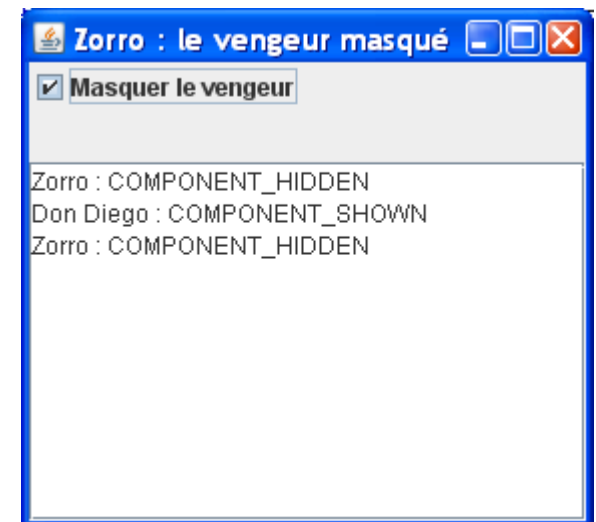 Zorro : le vengeur masqué
Masquer le vengeur
Zorro : COMPONENT_HIDDEN
Don Diego : COMPONENT_SHOWN
Zorro : COMPONENT_HIDDEN